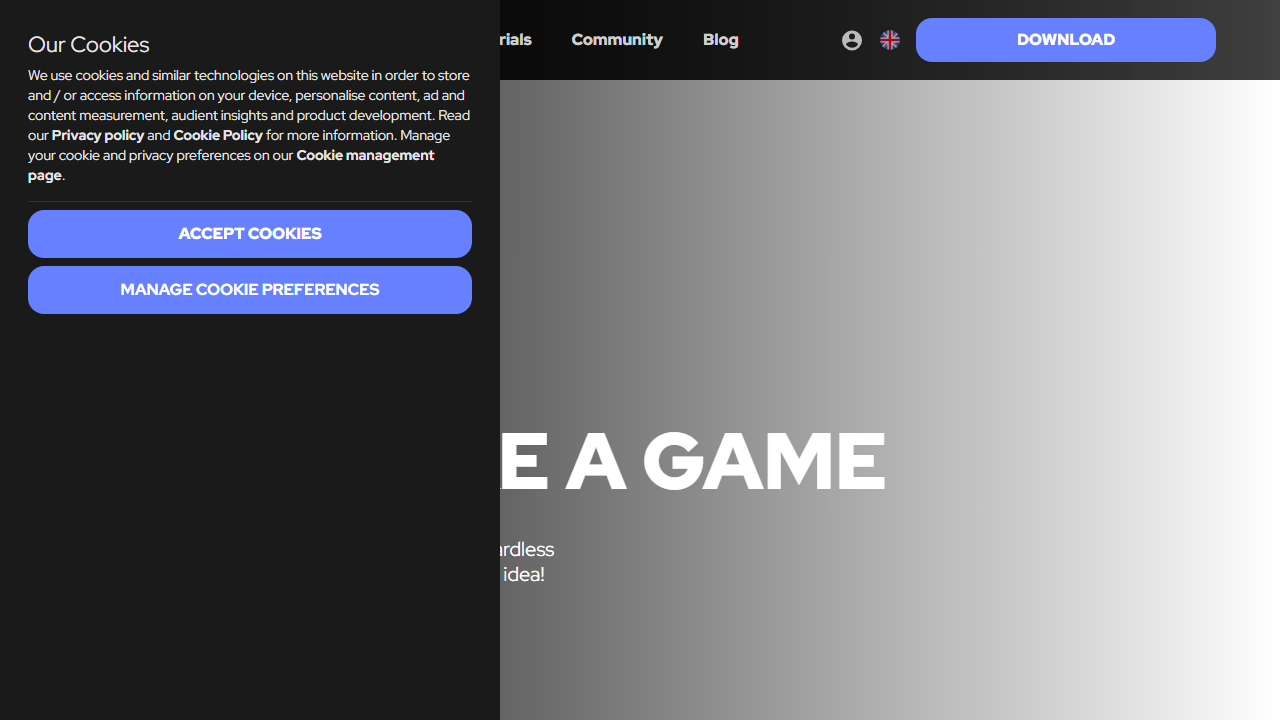 Our Cookies
We use cookies and similar technologies on this website in order to store
and / or access information on your device, personalise content, ad and
content measurement, audient insights and product development. Read
our Privacy policy and Cookie Policy for more information. Manage
your cookie and privacy preferences on our Cookie management
page.
ACCEPT COOKIES
MANAGE COOKIE PREFERENCES
rials Community Blog DOWNLOAD
E A GAME
ardless
idea!